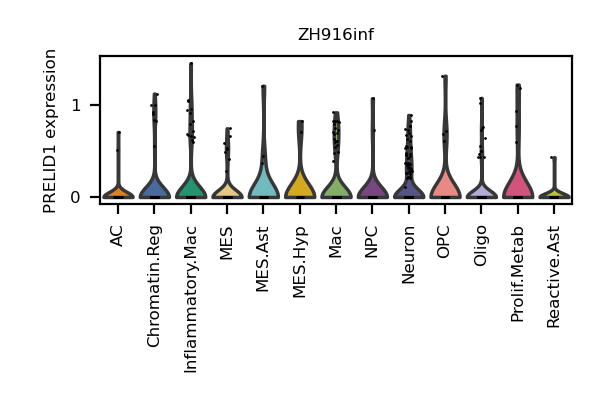 ZH916inf
PRELID1 expression
1
0
AC
Chromatin.Reg
Inflammatory.Mac
MES
MES.Ast
MES.Hyp
Mac
NPC
Neuron
OPC
Oligo
Prolif.Metab
Reactive.Ast